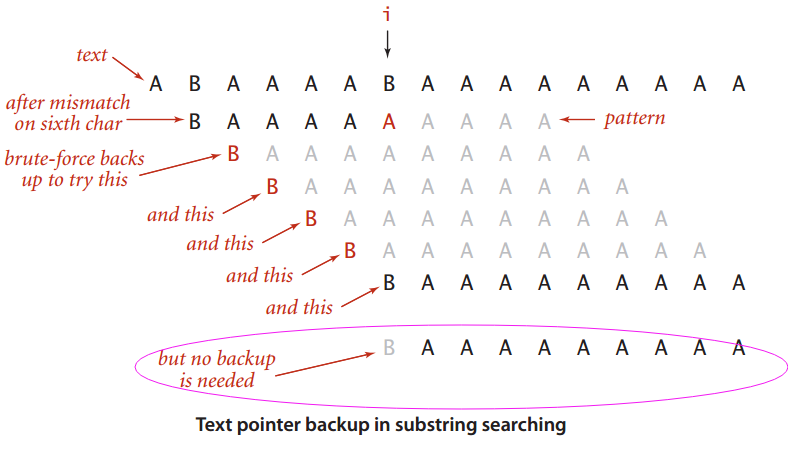 i
text
A B A A A A B A A A A A A A A A
after mismatch
on sixth char
B A A A A A A A A A
pattern
brute-force backs
up to try this
B A A A A A A A A A
and this
B A A A A A A A A A
and this
B A A A A A A A A A
and this
B A A A A A A A A A
and this
B A A A A A A A A A
but no backup
is needed
B A A A A A A A A A
Text pointer backup in substring searching